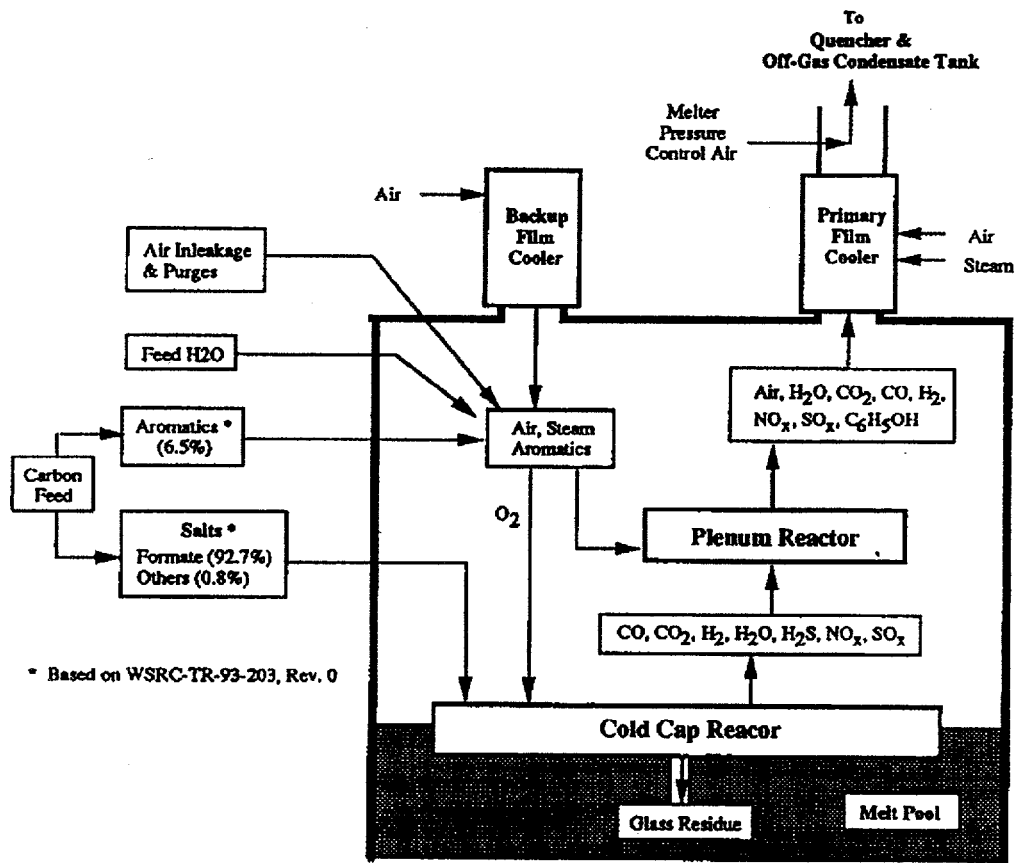 To
Quencher &
Off-Gas Condensate Tank
Melter
Pressure
Control Air
Air
Backup
Film
Cooler
Primary
Film
Cooler
Air
Steam
Air Inleakage
& Purges
Feed H2O
Aromatics *
(6.5%)
Carbon
Feed
Salts *
Formate (92.7%)
Others (0.8%)
Air, Steam
Aromatics
O2
Air, H2O, CO2, CO, H2,
NOx, SOx, C6H5OH
Plenum Reactor
CO, CO2, H2, H2O, H2S, NOx, SOx
* Based on WSRC-TR-93-203, Rev. 0
Cold Cap Reacor
Glass Residue
Melt Pool